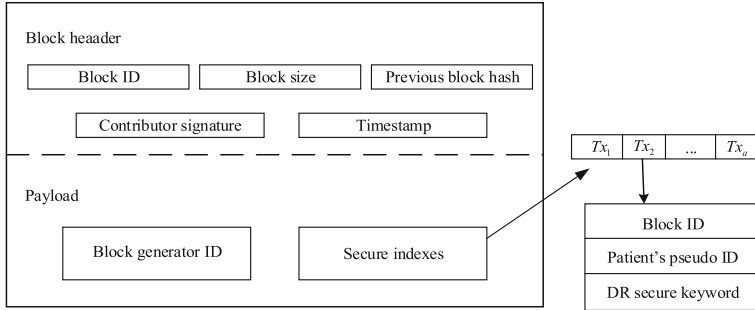 Block heaader
Block ID
Block size
Previous block hash
Contributor signature
Timestamp
Payload
Block generator ID
Secure indexes
Tx1 Tx2 ... Txa
Block ID
Patient's pseudo ID
DR secure keyword